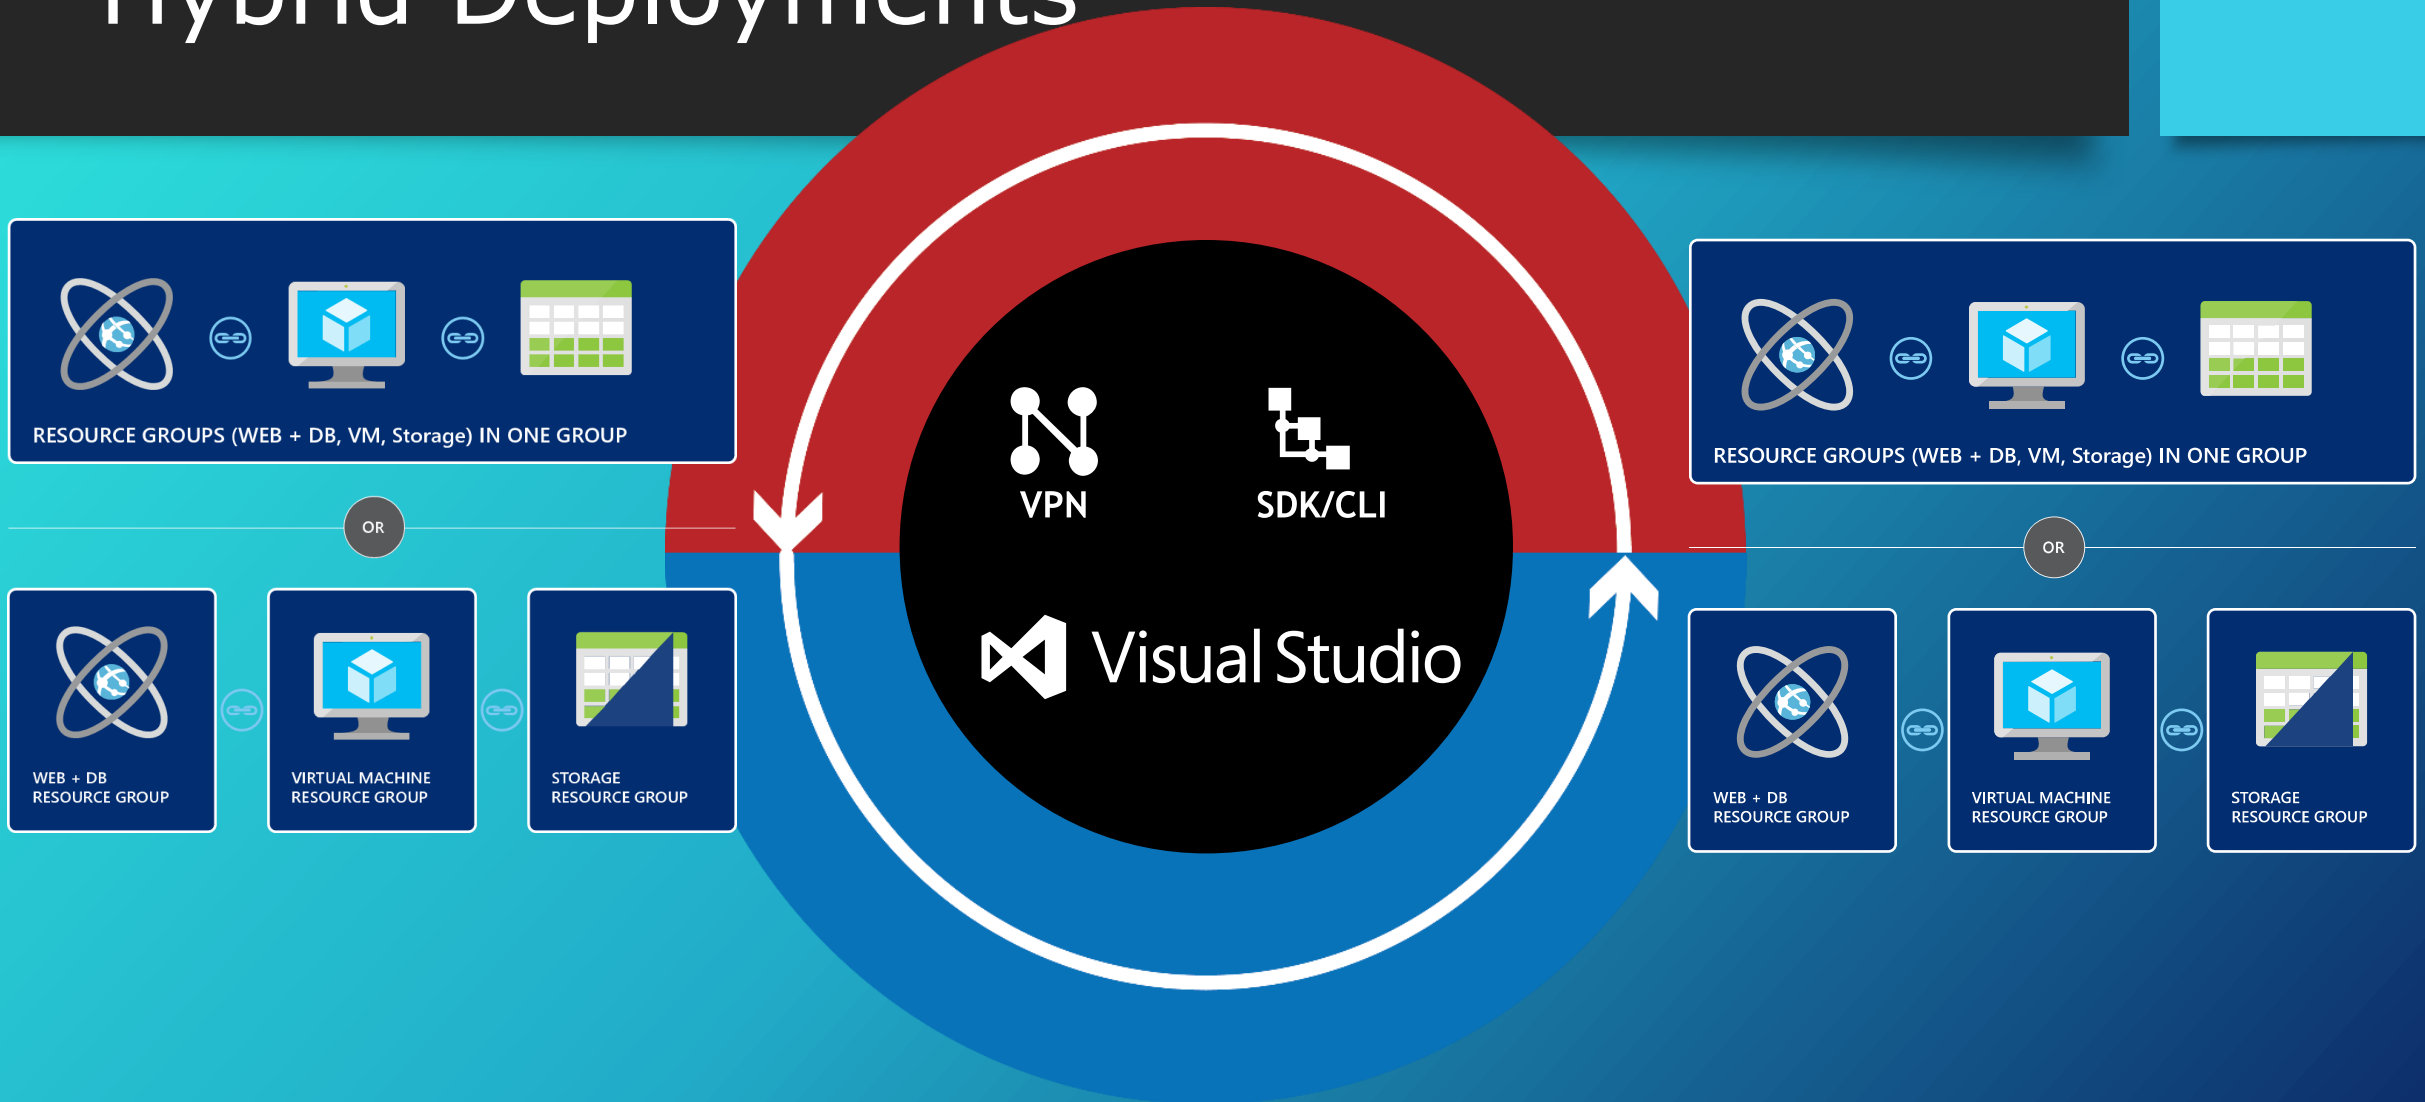 Hybrid Deployments
RESOURCE GROUPS (WEB + DB, VM, Storage) IN ONE GROUP
OR
WEB + DB
RESOURCE GROUP
VIRTUAL MACHINE
RESOURCE GROUP
STORAGE
RESOURCE GROUP
VPN
SDK/CLI
Visual Studio
RESOURCE GROUPS (WEB + DB, VM, Storage) IN ONE GROUP
OR
WEB + DB
RESOURCE GROUP
VIRTUAL MACHINE
RESOURCE GROUP
STORAGE
RESOURCE GROUP